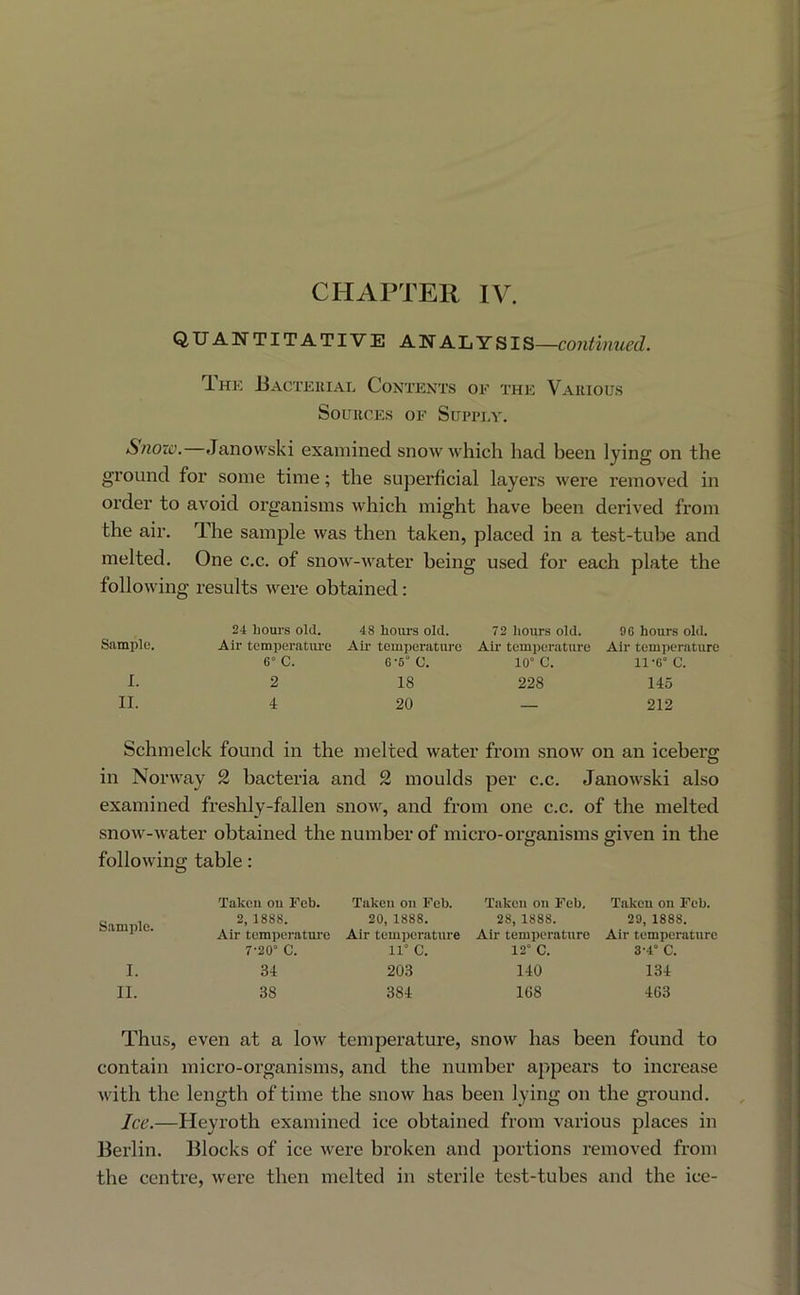 CHAPTER IV.
QUANTITATIVE ANALYSIS—continued.
The Bacterial Contents of the Various
Sources of Supply.
Snow.—Janowski examined snow which had been lying on the
ground for some time; the superficial layers were removed in
order to avoid organisms which might have been derived from
the air. The sample was then taken, placed in a test-tube and
melted. One c.c. of snow-water being used for each plate the
following results were obtained:
24 hours old. 48 hours old. 72 hours old. 96 hours old.
Sample. Air temperature Air temperature Air temperature Air temperature
6° C. 6·5° C. 10° C. 11·6° C.
I. 2 18 228 145
II. 4 20 — 212
Schmelck found in the melted water from snow on an iceberg
in Norway 2 bacteria and 2 moulds per c.c. Janowski also
examined freshly-fallen snow, and from one c.c. of the melted
snow-water obtained the number of micro-organisms given in the
following table:
Taken on Feb. Taken on Feb. Taken on Feb. Taken on Feb.
Sample. 2, 1888. 20, 1888. 28, 1888. 29, 1888.
Air temperature Air temperature Air temperature Air temperature
7·20° C. 11° C. 12° C. 3·4° C.
I. 34 203 140 134
II. 38 384 168 463
Thus, even at a low temperature, snow has been found to
contain micro-organisms, and the number appears to increase
with the length of time the snow has been lying on the ground.
Ice.—Heyroth examined ice obtained from various places in
Berlin. Blocks of ice were broken and portions removed from
the centre, were then melted in sterile test-tubes and the ice-